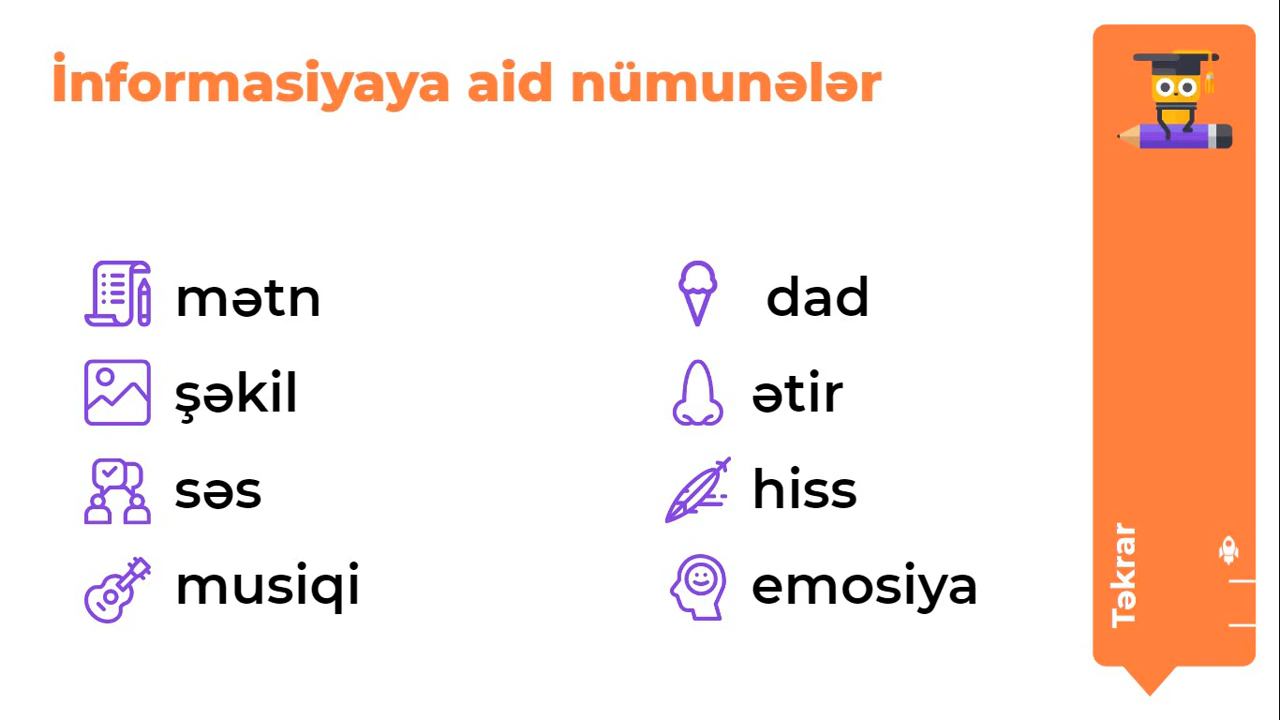 İnformasiyaya aid nümunələr
mətn
şəkil
səs
musiqi
dad
ətir
hiss
emosiya
Təkrar